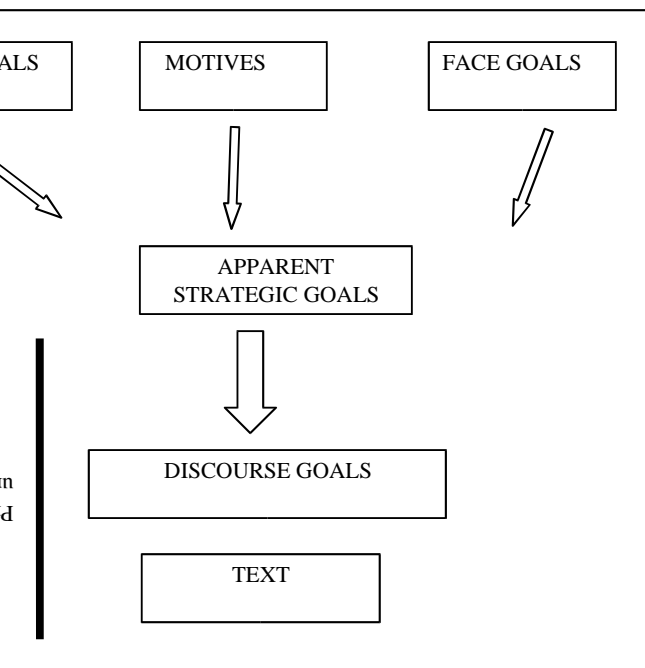 ALS
MOTIVES
FACE GOALS
APPARENT
STRATEGIC GOALS
DISCOURSE GOALS
TEXT